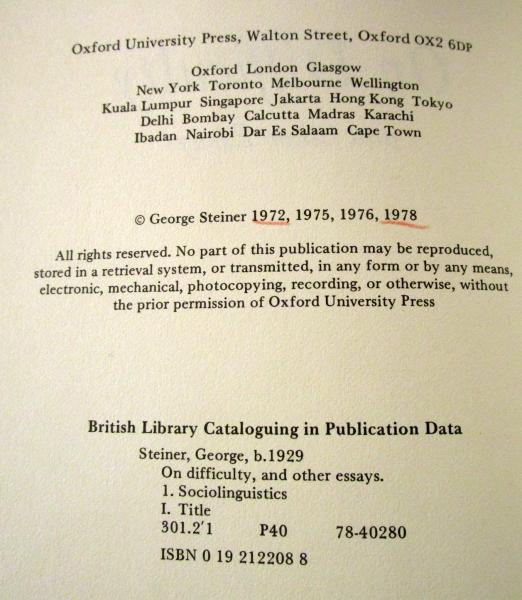 Oxford University Press, Walton Street, Oxford OX2 6DP
Oxford London Glasgow
New York Toronto Melbourne Wellington
Kuala Lumpur Singapore Jakarta Hong Kong Tokyo
Delhi Bombay Calcutta Madras Karachi
Ibadan Nairobi Dar Es Salaam Cape Town
© George Steiner 1972, 1975, 1976, 1978
All rights reserved. No part of this publication may be reproduced,
stored in a retrieval system, or transmitted, in any form or by any means,
electronic, mechanical, photocopying, recording, or otherwise, without
the prior permission of Oxford University Press
British Library Cataloguing in Publication Data
Steiner, George, b.1929
On difficulty, and other essays.
1. Sociolinguistics
I. Title
301.2'1 P40 78-40280
ISBN 0 19 212208 8